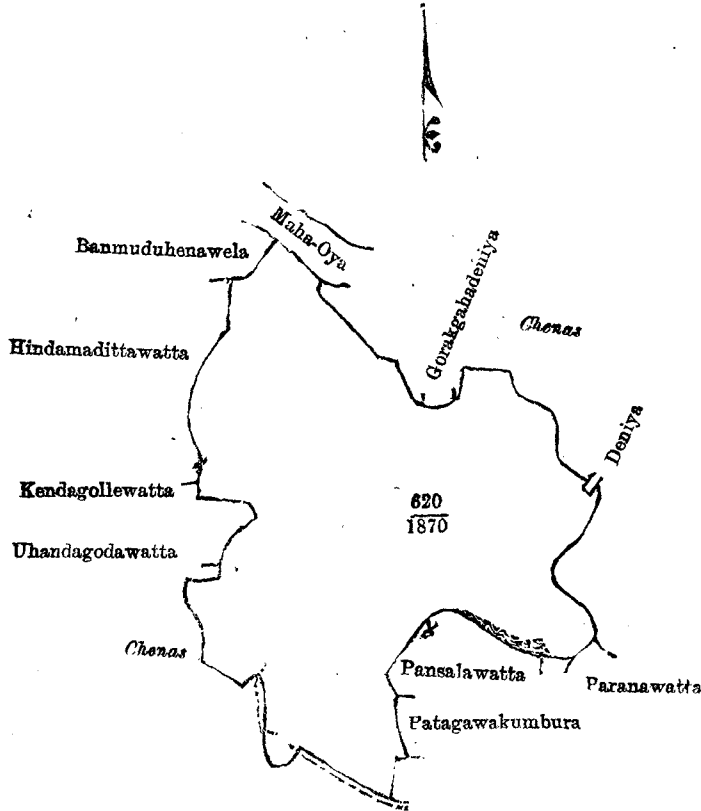 Maha-Oya
Banmuduhenawela
Gorakgahadeniya
Chenas
Hindamadittawatta
Deniya
Kendagollewatta
620
1870
Uhandagodawatta
Chenas
Pansalawatta
Paranawatta
Patagawakumbura